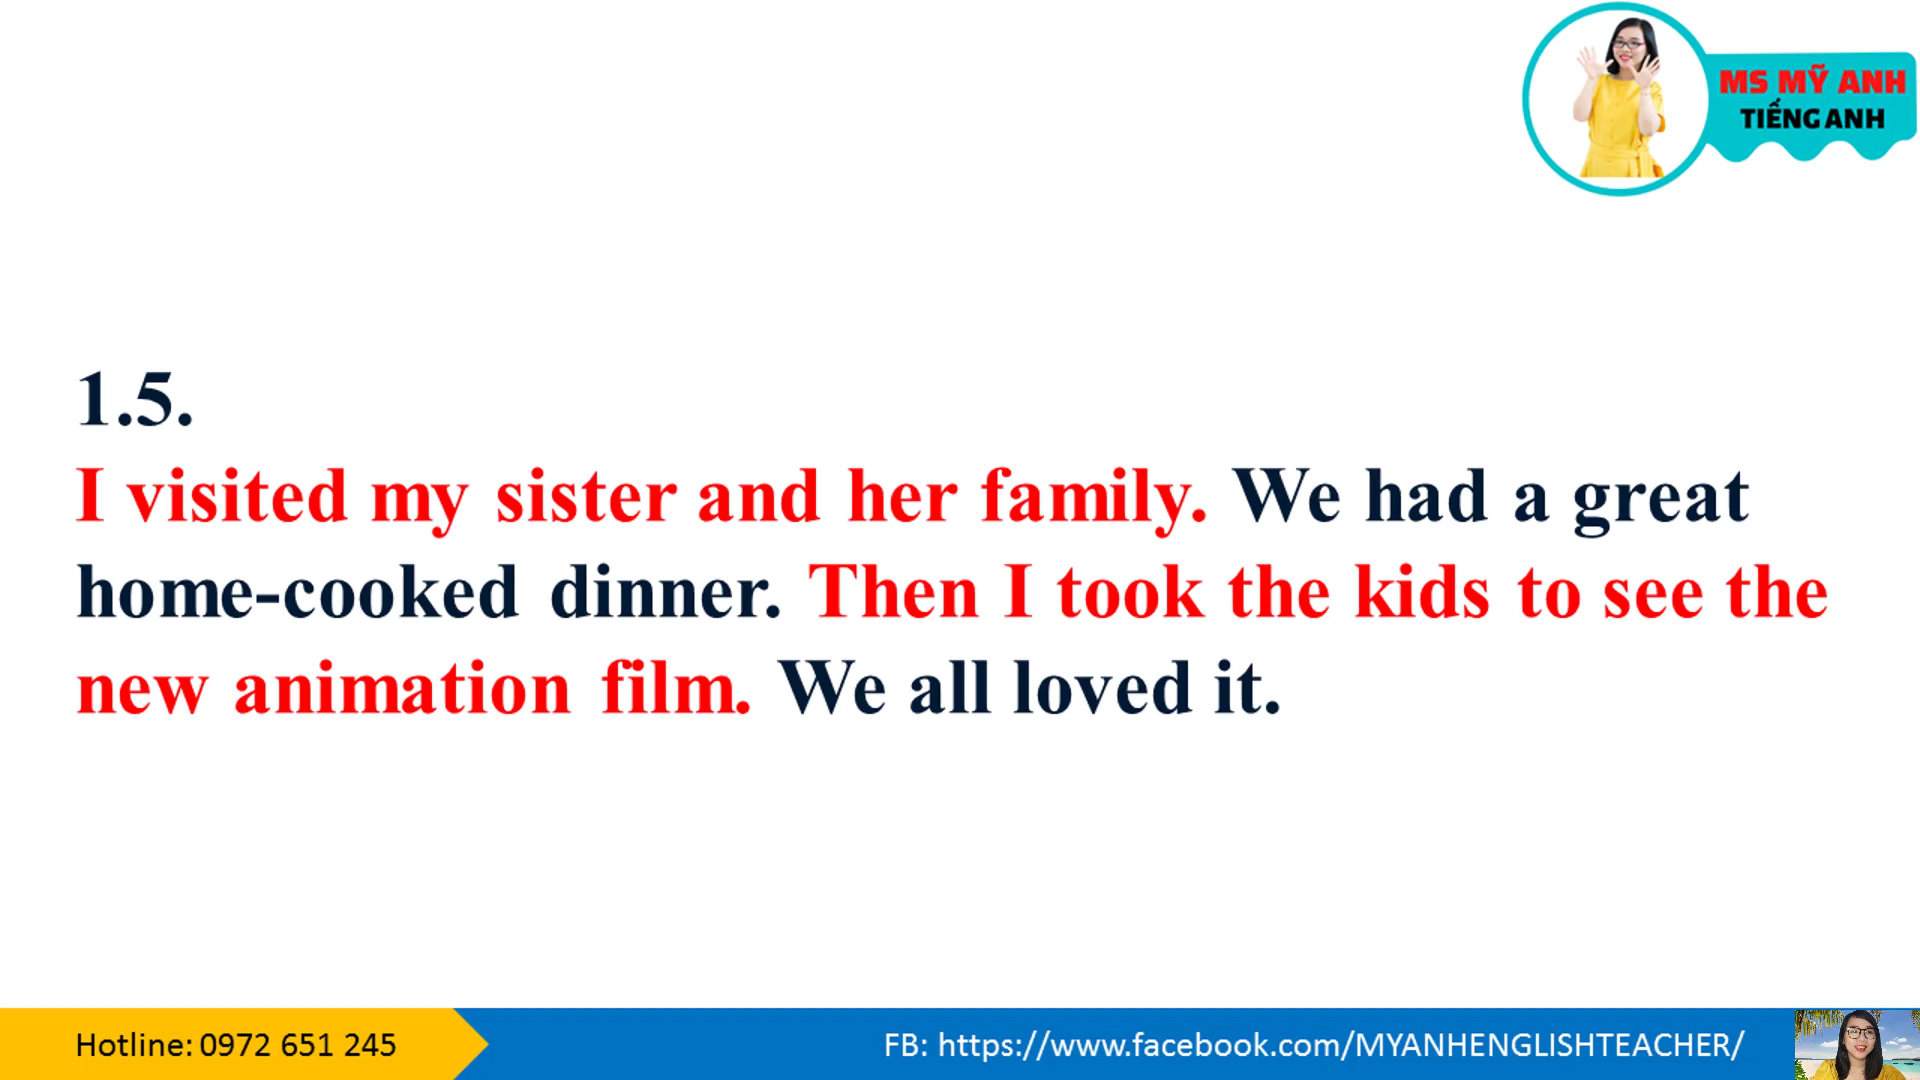 MS MỸ ANH
TIẾNG ANH
1.5.
I visited my sister and her family. We had a great
home-cooked dinner. Then I took the kids to see the
new animation film. We all loved it.
Hotline: 0972 651 245
FB: https://www.facebook.com/MYANHENGLISHTEACHER/